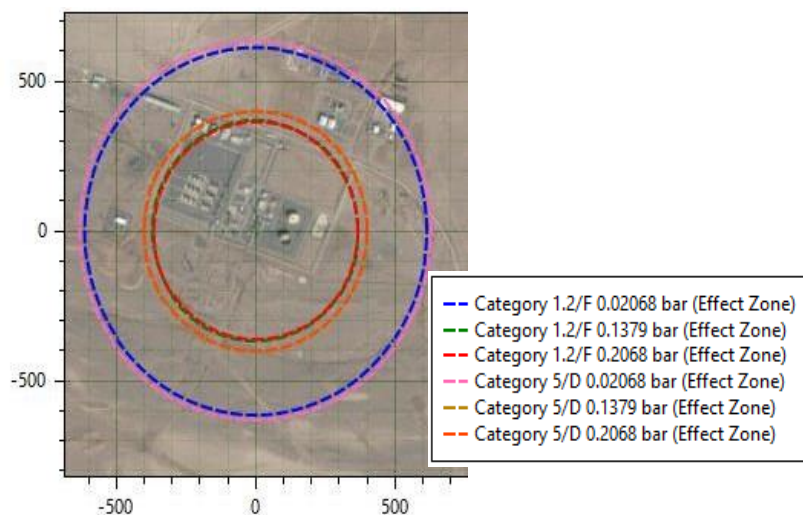 500
0
-500
-500
0
500
Category 1.2/F 0.02068 bar (Effect Zone)
Category 1.2/F 0.1379 bar (Effect Zone)
Category 1.2/F 0.2068 bar (Effect Zone)
Category 5/D 0.02068 bar (Effect Zone)
Category 5/D 0.1379 bar (Effect Zone)
Category 5/D 0.2068 bar (Effect Zone)